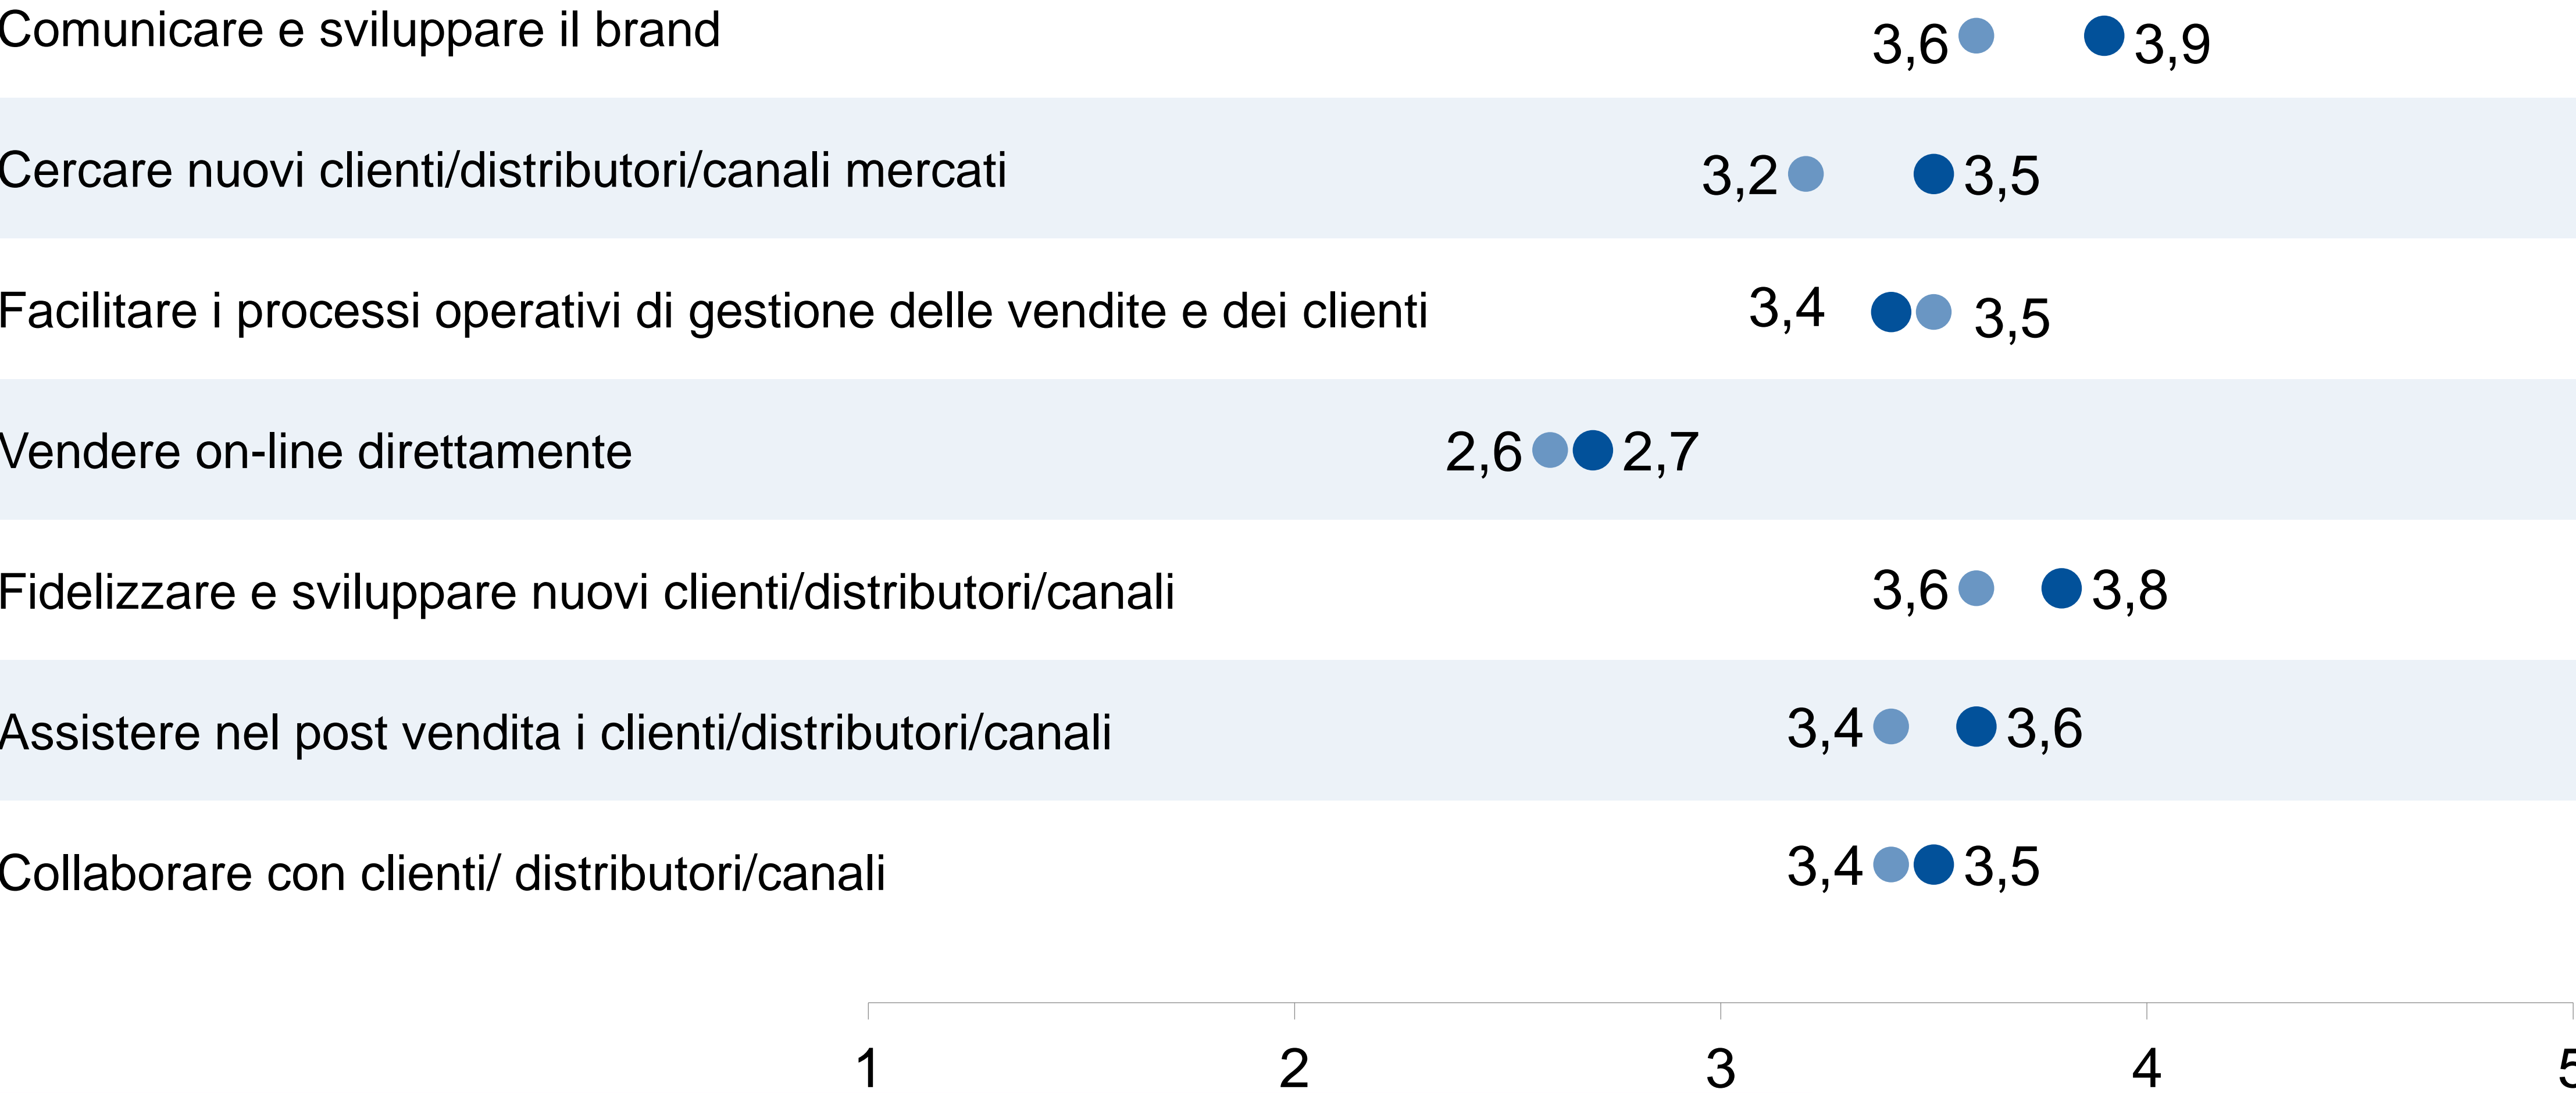 Comunicare e sviluppare il brand 3,6 3,9
Cercare nuovi clienti/distributori/canali mercati 3,2 3,5
Facilitare i processi operativi di gestione delle vendite e dei clienti 3,4 3,5
Vendere on-line direttamente 2,6 2,7
Fidelizzare e sviluppare nuovi clienti/distributori/canali 3,6 3,8
Assistere nel post vendita i clienti/distributori/canali 3,4 3,6
Collaborare con clienti/ distributori/canali 3,4 3,5
1 2 3 4 5